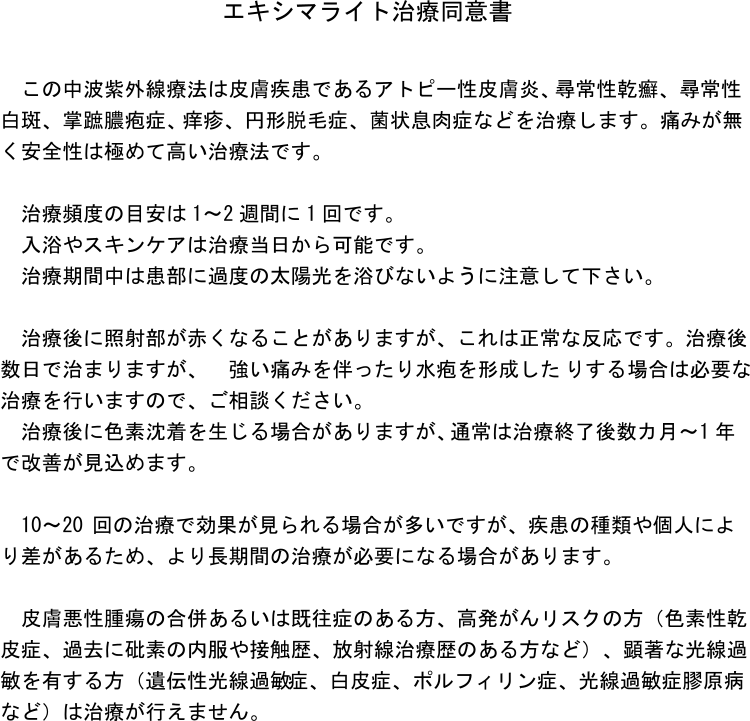 エキシマライト治療同意書
この中波紫外線療法は皮膚疾患であるアトピー性皮膚炎、尋常性乾癬、尋常性
白斑、掌蹠膿疱症、痒疹、円形脱毛症、菌状息肉症などを治療します。痛みが無
く安全性は極めて高い治療法です。
治療頻度の目安は1～2週間に1回です。
入浴やスキンケアは治療当日から可能です。
治療期間中は患部に過度の太陽光を浴びないように注意して下さい。
治療後に照射部が赤くなることがありますが、これは正常な反応です。治療後
数日で治まりますが、　強い痛みを伴ったり水疱を形成したりする場合は必要な
治療を行いますので、ご相談ください。
治療後に色素沈着を生じる場合がありますが、通常は治療終了後数カ月～1年
で改善が見込めます。
10～20 回の治療で効果が見られる場合が多いですが、疾患の種類や個人によ
り差があるため、より長期間の治療が必要になる場合があります。
皮膚悪性腫瘍の合併あるいは既往症のある方、高発がんリスクの方（色素性乾
皮症、過去に砒素の内服や接触歴、放射線治療歴のある方など）、顕著な光線過
敏を有する方（遺伝性光線過敏症、白皮症、ポルフィリン症、光線過敏症膠原病
など）は治療が行えません。